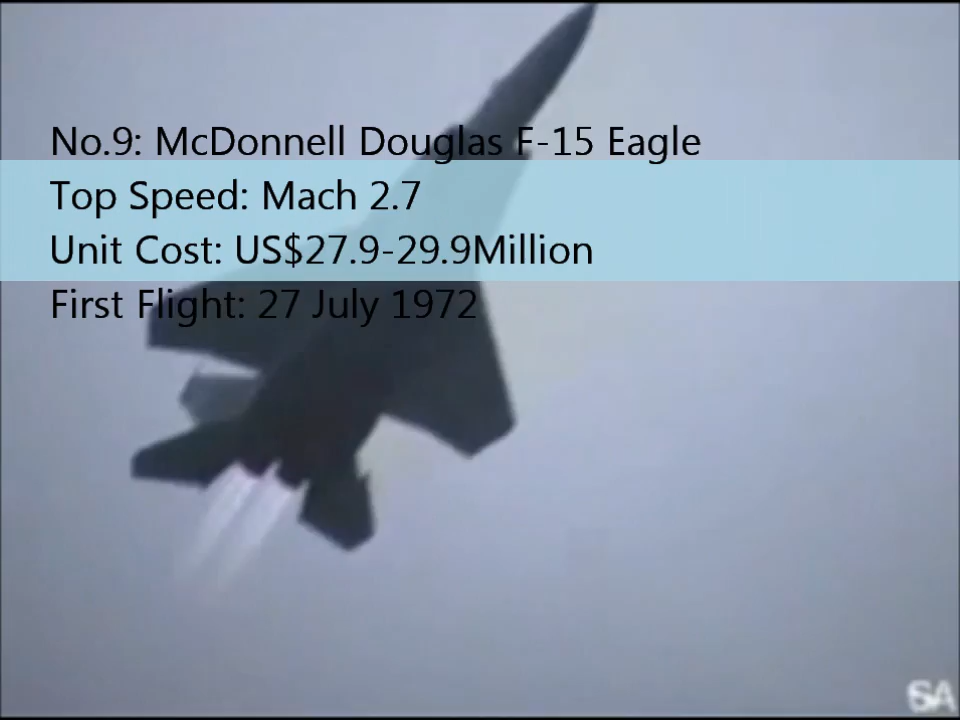 No.9: McDonnell Douglas F-15 Eagle
Top Speed: Mach 2.7
Unit Cost: US$27.9-29.9Million
First Flight: 27 July 1972
SA